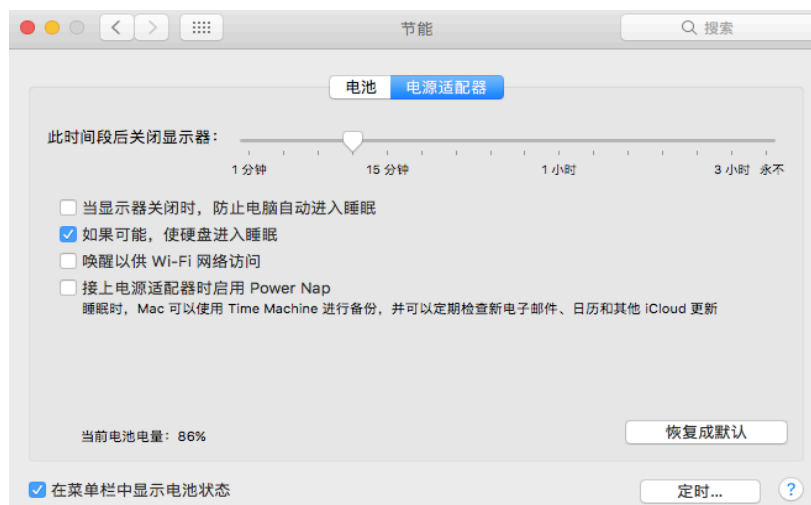 节能
搜索
电池 电源适配器
此时间段后关闭显示器：
1 分钟 15 分钟 1 小时 3 小时 永不
当显示器关闭时，防止电脑自动进入睡眠
如果可能，使硬盘进入睡眠
唤醒以供 Wi-Fi 网络访问
接上电源适配器时启用 Power Nap
睡眠时，Mac 可以使用 Time Machine 进行备份，并可以定期检查新电子邮件、日历和其他 iCloud 更新
当前电池电量：86%
恢复成默认
在菜单栏中显示电池状态
定时...
?